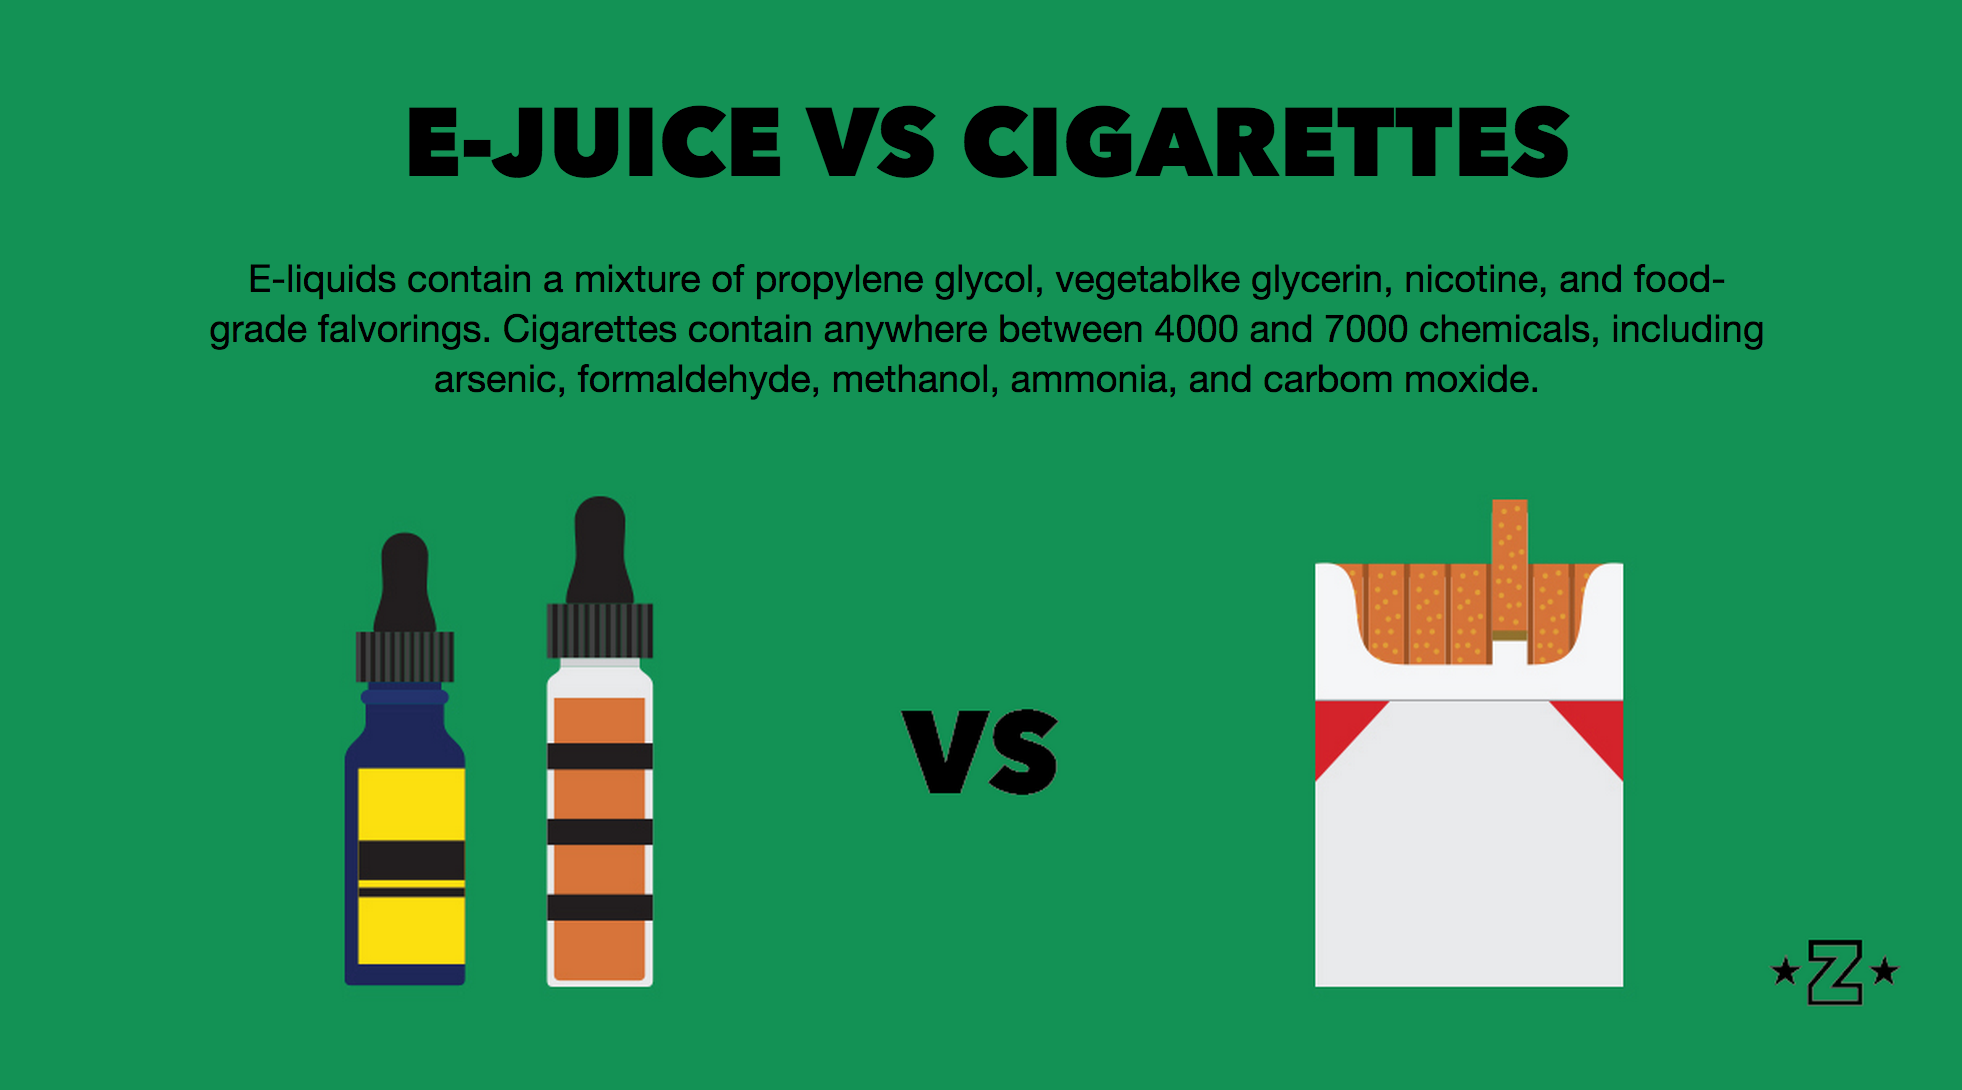 E-JUICE VS CIGARETTES
E-liquids contain a mixture of propylene glycol, vegetablke glycerin, nicotine, and food-
grade falvorings. Cigarettes contain anywhere between 4000 and 7000 chemicals, including
arsenic, formaldehyde, methanol, ammonia, and carbom moxide.
VS
★Z★